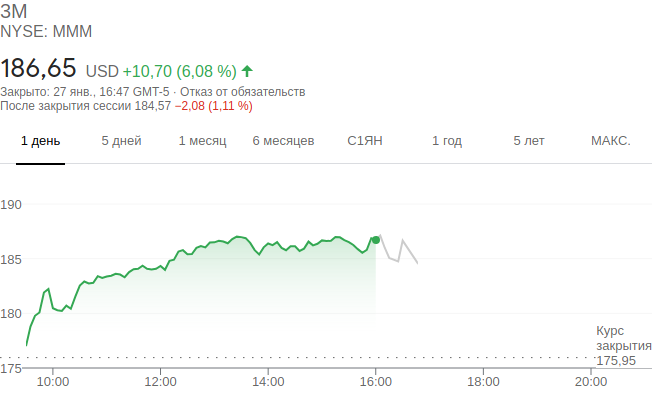 3M
NYSE: MMM
186,65 USD +10,70 (6,08 %)
Закрыто: 27 янв., 16:47 GMT-5 · Отказ от обязательств
После закрытия сессии 184,57 −2,08 (1,11 %)
1 день 5 дней 1 месяц 6 месяцев С1ЯН 1 год 5 лет МАКС.
190
185
180
Курс
закрытия
175,95
175
10:00 12:00 14:00 16:00 18:00 20:00